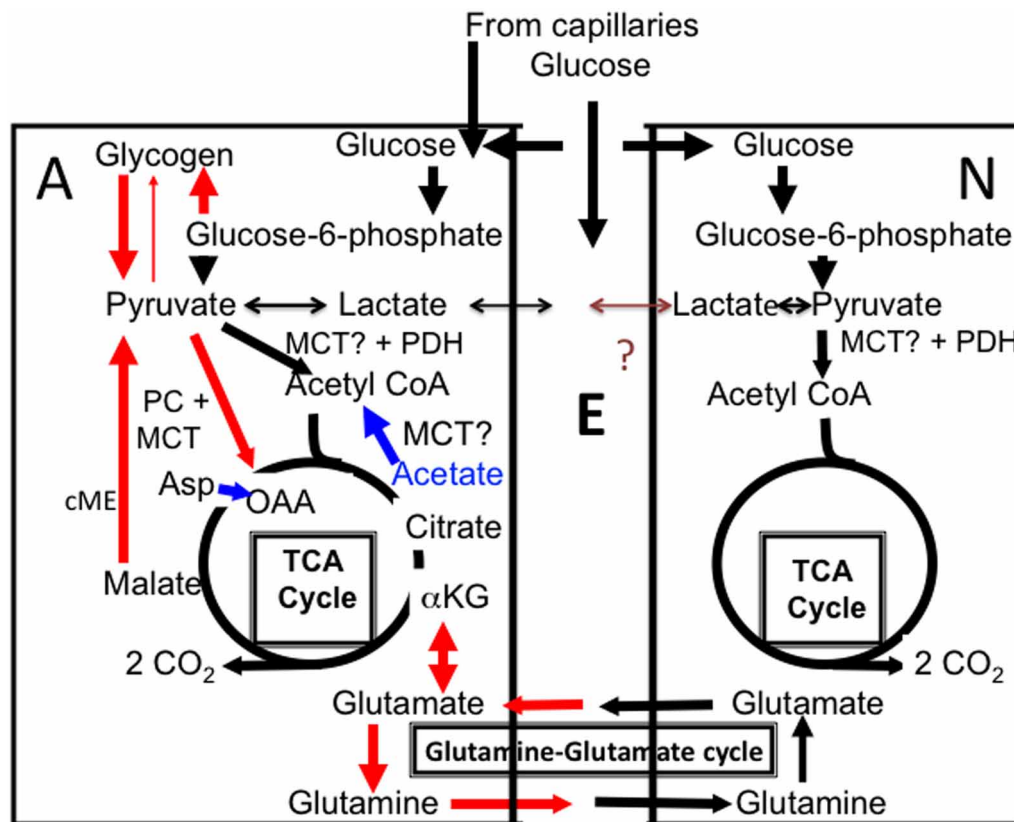 From capillaries
Glucose
A
Glycogen
Glucose
Glucose
N
Glucose-6-phosphate
Glucose-6-phosphate
Pyruvate
Lactate
Lactate
Pyruvate
MCT? + PDH
?
MCT? + PDH
Acetyl CoA
Acetyl CoA
PC +
MCT
E
MCT?
Acetate
Asp
OAA
cME
Citrate
TCA
Cycle
TCA
Cycle
Malate
αKG
2 CO₂
2 CO₂
Glutamate
Glutamate
Glutamine-Glutamate cycle
Glutamine
Glutamine